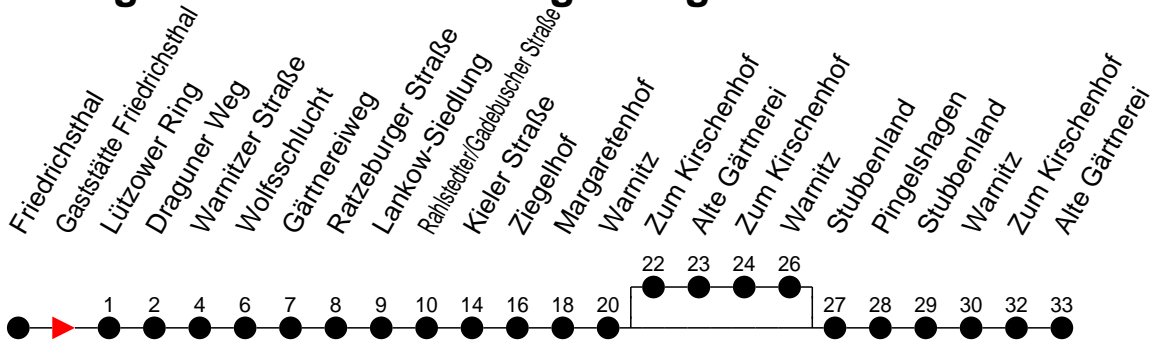 Friedrichsthal
Gaststätte Friedrichsthal
Lützower Ring
Draguner Weg
Warnitzer Straße
Wolfsschlucht
Gärtnereiweg
Ratzeburger Straße
Lankow-Siedlung
Rahlstedter/Gadebuscher Straße
Kieler Straße
Ziegelhof
Margaretenhof
Warnitz
Zum Kirschenhof
Alte Gärtnerei
Zum Kirschenhof
Warnitz
Stubbenland
Pingelshagen
Stubbenland
Warnitz
Zum Kirschenhof
Alte Gärtnerei
22 23 24 26
1 2 4 6 7 8 9 10 14 16 18 20 27 28 29 30 32 33